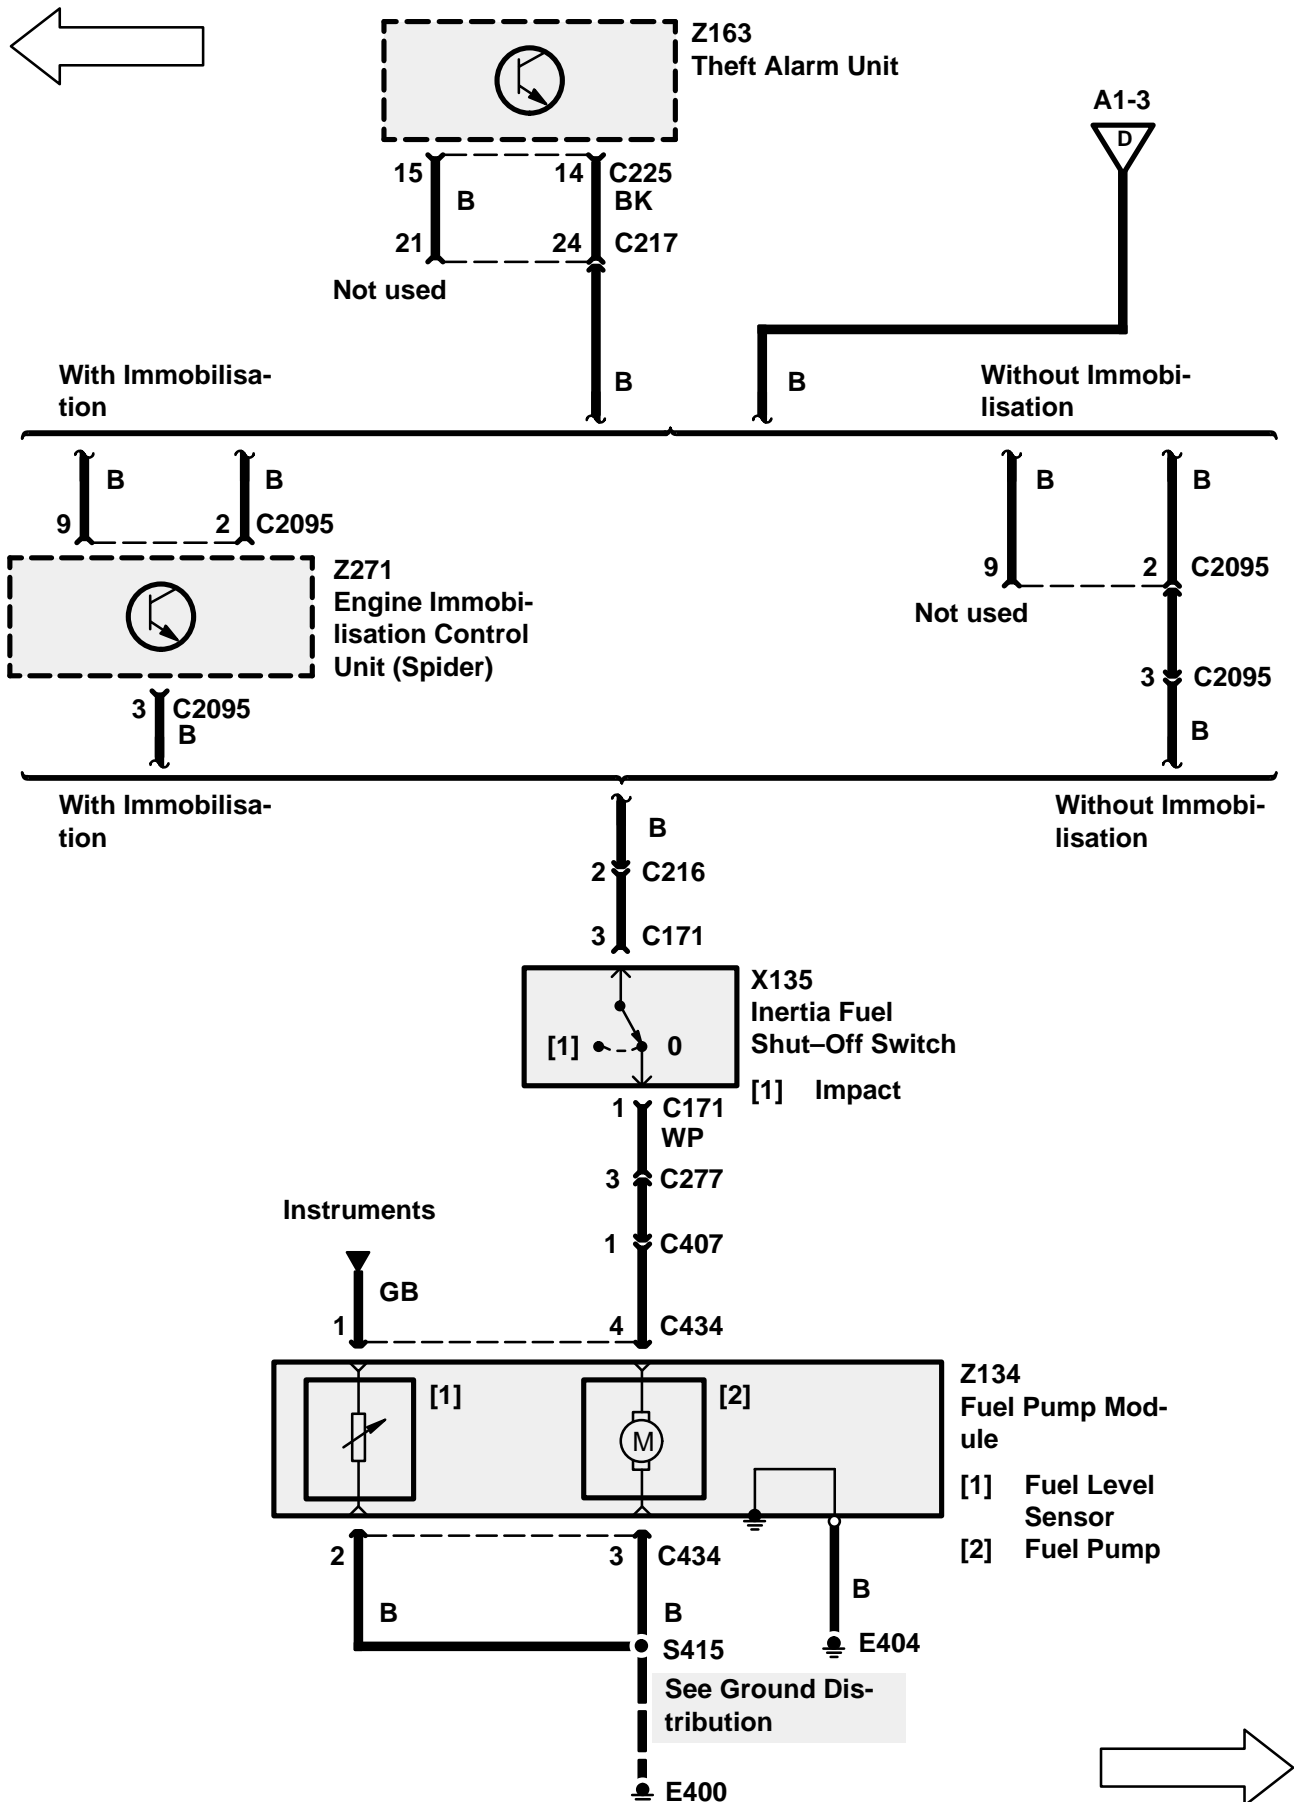 Z163
Theft Alarm Unit
A1-3
D
15
14
C225
B
BK
21
24
C217
Not used
With Immobilisa-
tion
B
B
Without Immobi-
lisation
B
B
B
B
9
2
C2095
9
2
C2095
Z271
Engine Immobi-
lisation Control
Unit (Spider)
Not used
3
C2095
3
C2095
B
B
With Immobilisa-
tion
Without Immobi-
lisation
B
2
C216
3
C171
X135
Inertia Fuel
Shut–Off Switch
[1]
0
[1] Impact
1
C171
WP
3
C277
Instruments
1
C407
GB
1
4
C434
Z134
Fuel Pump Mod-
ule
[1]
[2]
M
[1] Fuel Level
Sensor
[2] Fuel Pump
2
3
C434
B
B
B
S415
E404
See Ground Dis-
tribution
E400